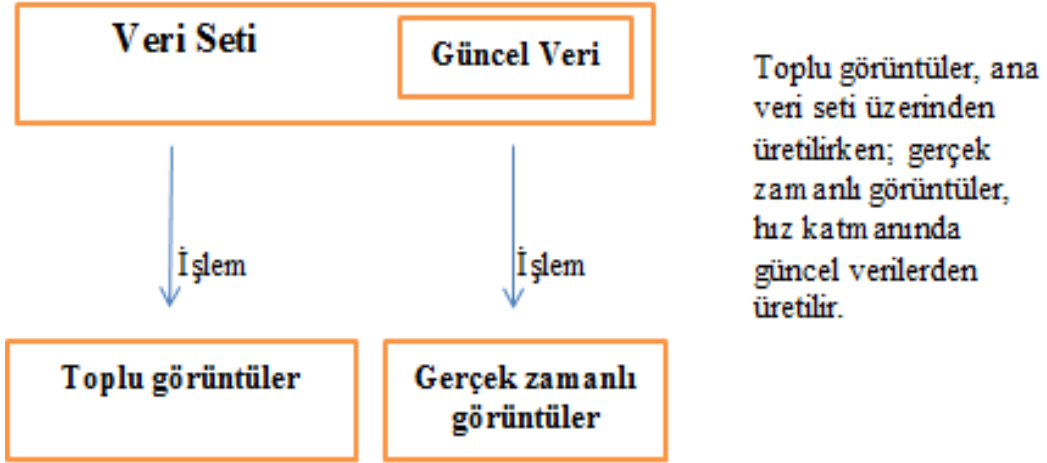 Veri Seti
Güncel Veri
Toplu görüntüler, ana
veri seti üzerinden
üretilirken; gerçek
zamanlı görüntüler,
hız katmanında
güncel verilerden
üretilir.
İşlem
İşlem
Toplu görüntüler
Gerçek zamanlı
görüntüler